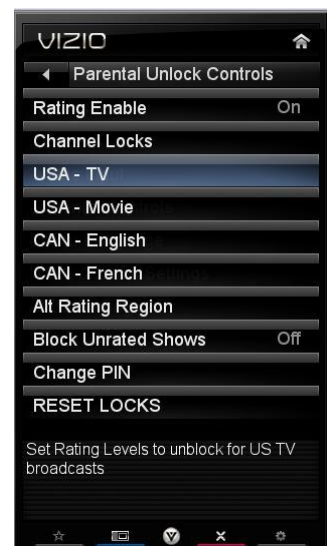 VIZIO
Parental Unlock Controls
Rating Enable On
Channel Locks
USA - TV
USA - Movie
CAN - English
CAN - French
Alt Rating Region
Block Unrated Shows Off
Change PIN
RESET LOCKS
Set Rating Levels to unblock for US TV
broadcasts